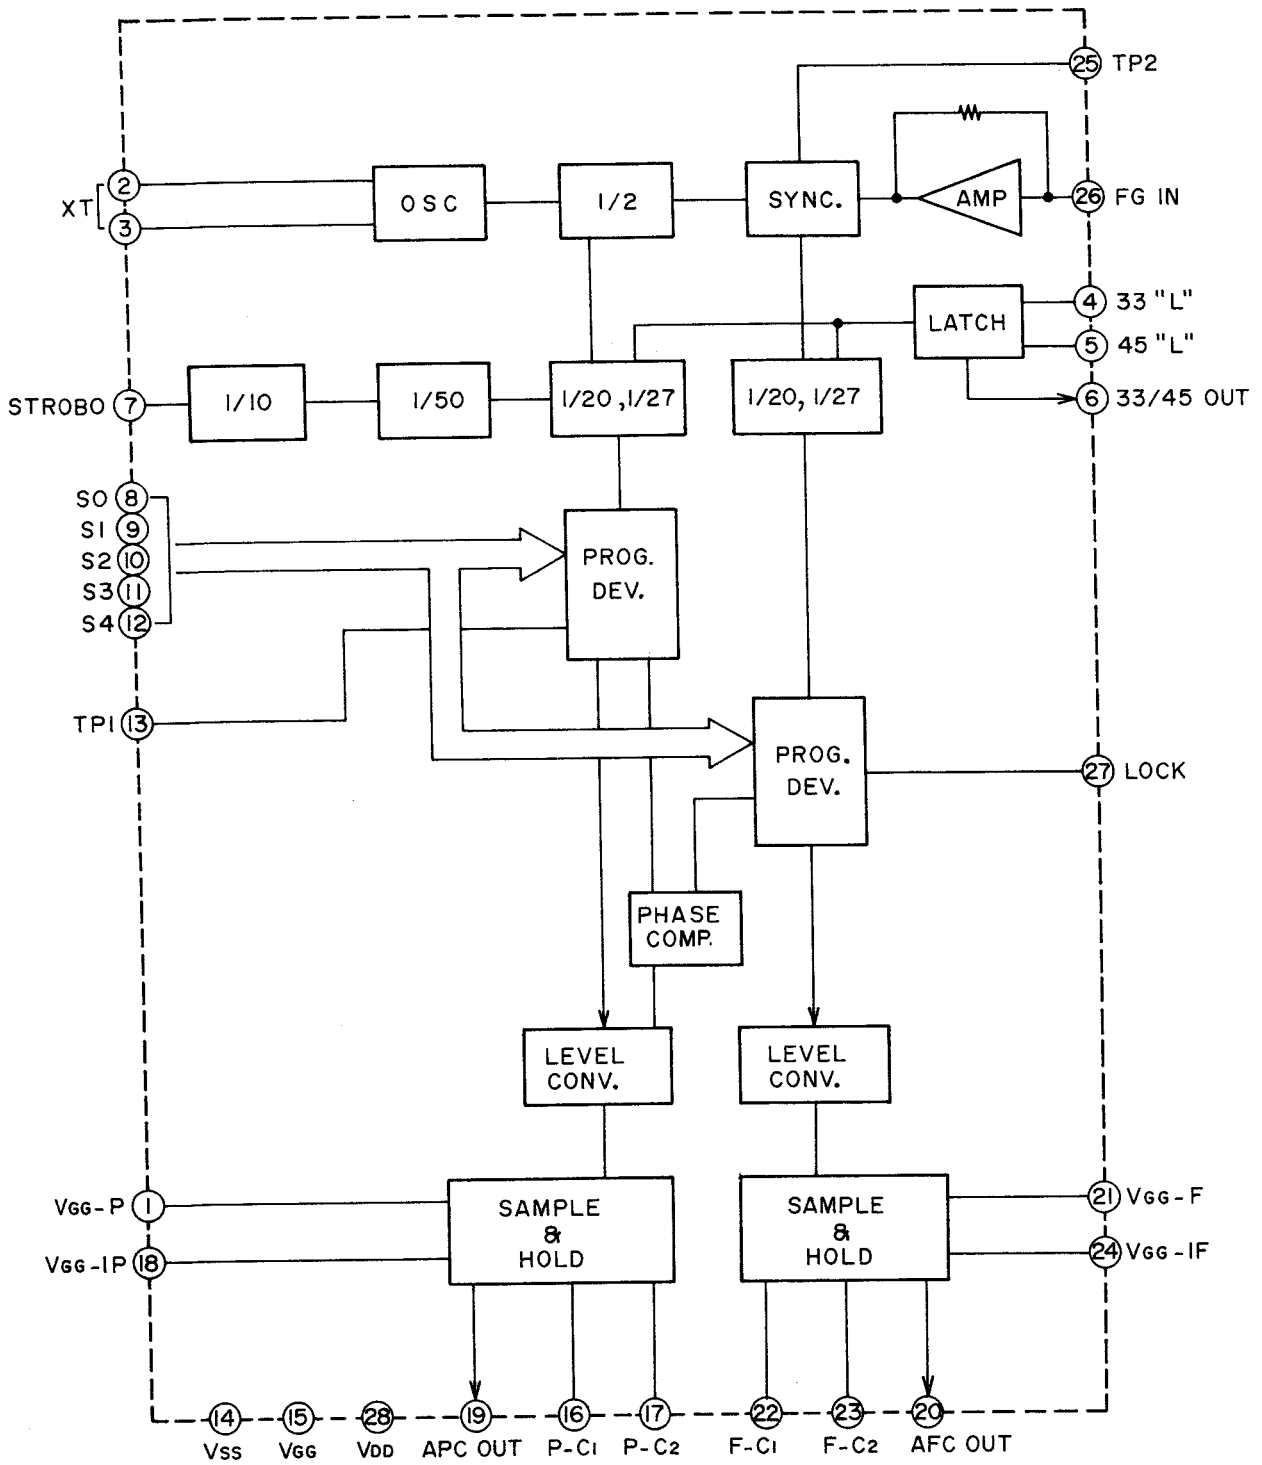 25 TP2
2
XT
3
OSC
1/2
SYNC.
AMP
26 FG IN
LATCH
4 33 "L"
5 45 "L"
6 33/45 OUT
STROBO 7
1/10
1/50
1/20, 1/27
1/20, 1/27
S0 8
S1 9
S2 10
S3 11
S4 12
PROG.
DEV.
TP1 13
PROG.
DEV.
27 LOCK
PHASE
COMP.
LEVEL
CONV.
LEVEL
CONV.
VGG-P 1
VGG-1P 18
SAMPLE
&
HOLD
SAMPLE
&
HOLD
21 VGG-F
24 VGG-1F
14 15 28 19 16 17 22 23 20
VSS VGG VDD APC OUT P-C1 P-C2 F-C1 F-C2 AFC OUT